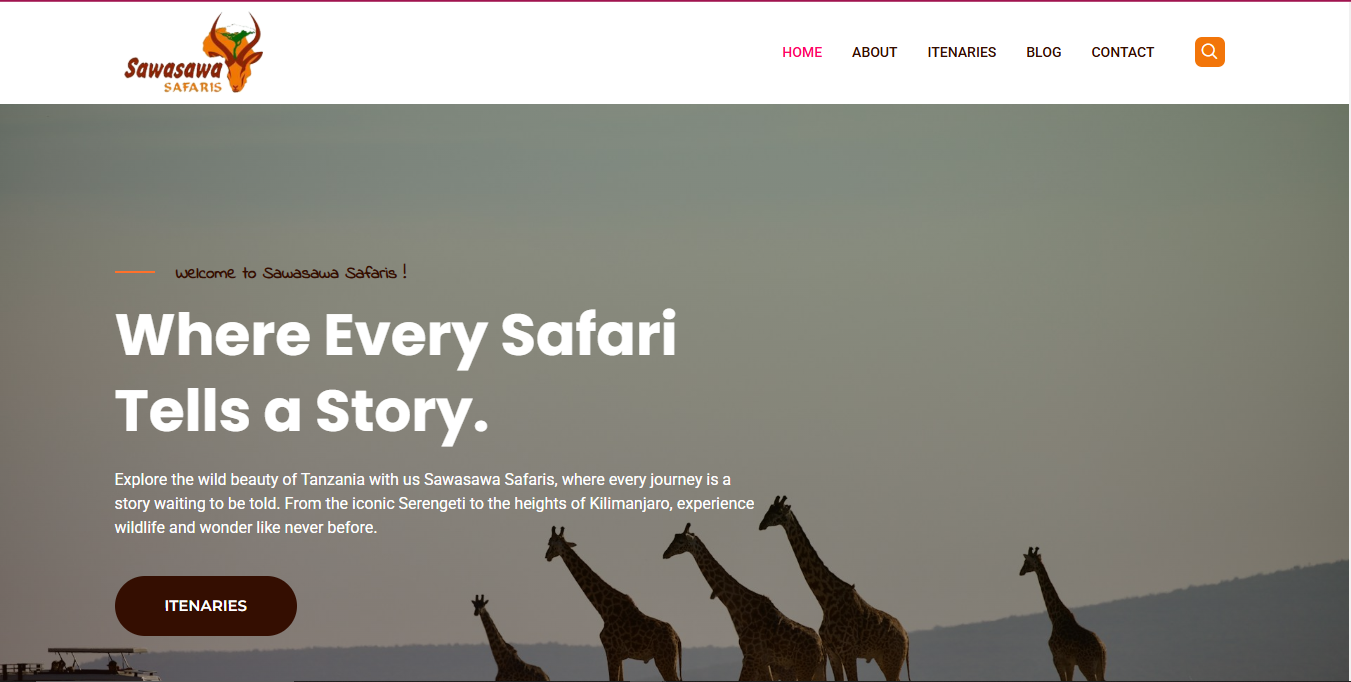 Sawasawa
SAFARIS
HOME ABOUT ITENARIES BLOG CONTACT
Welcome to Sawasawa Safaris !
Where Every Safari
Tells a Story.
Explore the wild beauty of Tanzania with us Sawasawa Safaris, where every journey is a
story waiting to be told. From the iconic Serengeti to the heights of Kilimanjaro, experience
wildlife and wonder like never before.
ITENARIES